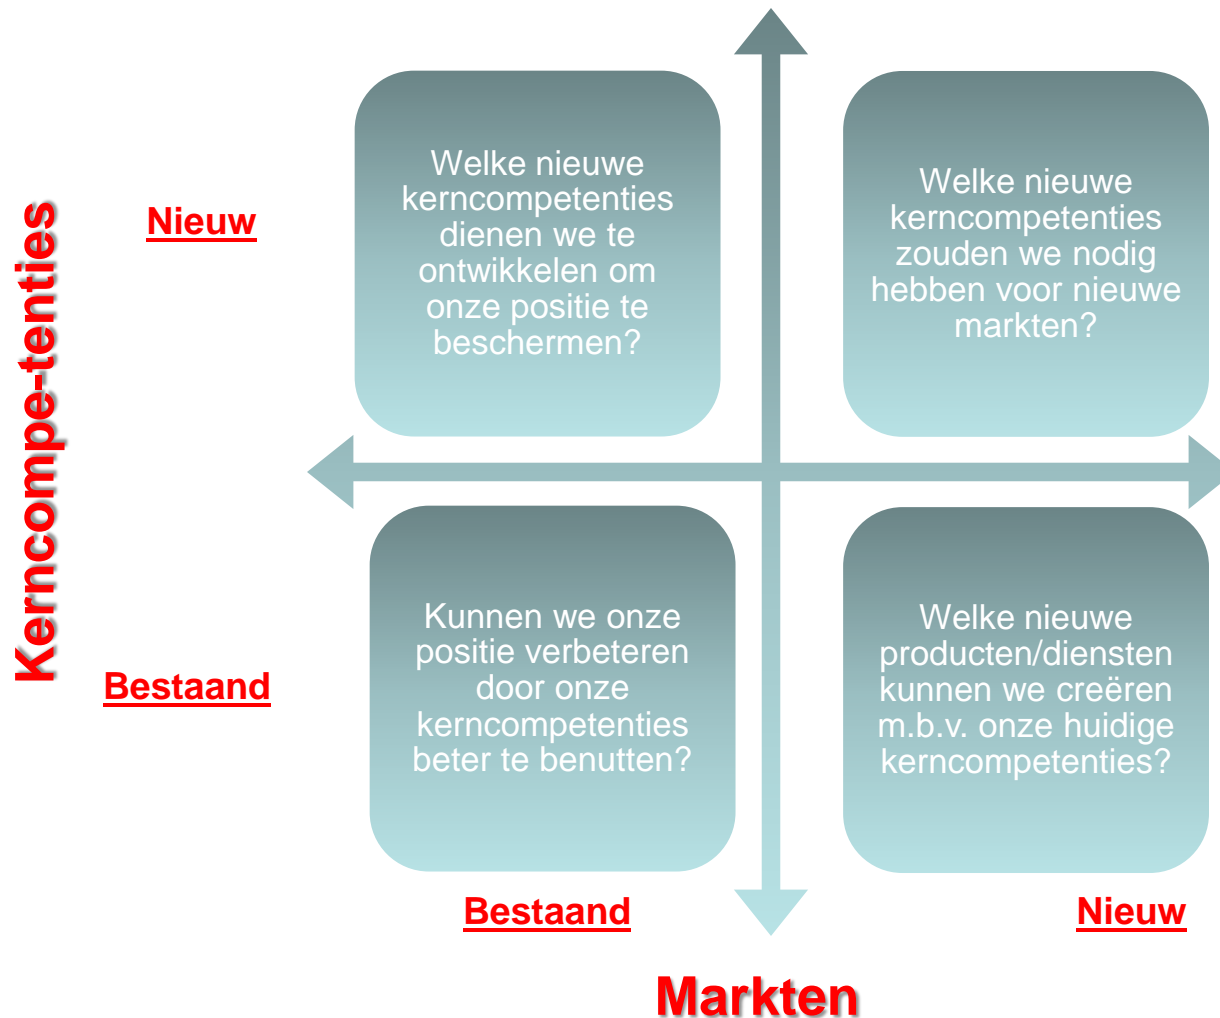 Kerncompe-tenties
Nieuw
Welke nieuwe
kerncompetenties
dienen we te
ontwikkelen om
onze positie te
beschermen?
Welke nieuwe
kerncompetenties
zouden we nodig
hebben voor nieuwe
markten?
Bestaand
Kunnen we onze
positie verbeteren
door onze
kerncompetenties
beter te benutten?
Welke nieuwe
producten/diensten
kunnen we creëren
m.b.v. onze huidige
kerncompetenties?
Bestaand
Nieuw
Markten